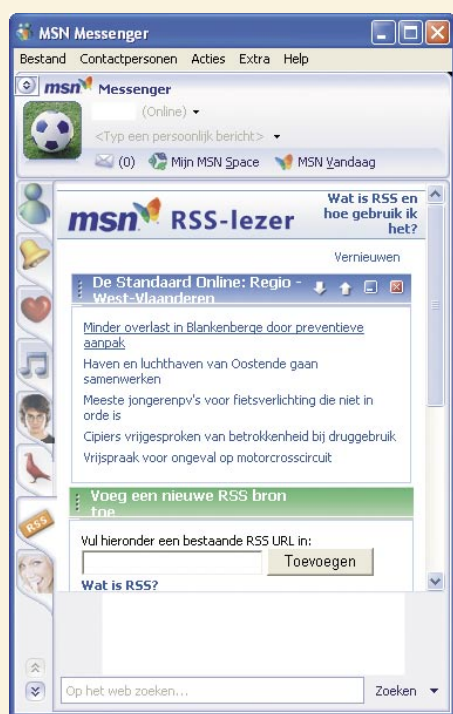 MSN Messenger
Bestand Contactpersonen Acties Extra Help
msn Messenger
(Online)
<Typ een persoonlijk bericht>
(0) Mijn MSN Space MSN Vandaag
msn RSS-lezer
Wat is RSS en
hoe gebruik ik
het?
Vernieuwen
De Standaard Online: Regio -
West-Vlaanderen
Minder overlast in Blankenberge door preventieve
aanpak
Haven en luchthaven van Oostende gaan
samenwerken
Meeste jongerenpv's voor fietsverlichting die niet in
orde is
Cipiers vrijgesproken van betrokkenheid bij druggebruik
Vrijspraak voor ongeval op motorcrosscircuit
Voeg een nieuwe RSS bron
toe
Vul hieronder een bestaande RSS URL in:
Toevoegen
Wat is RSS?
RSS
Op het web zoeken... Zoeken